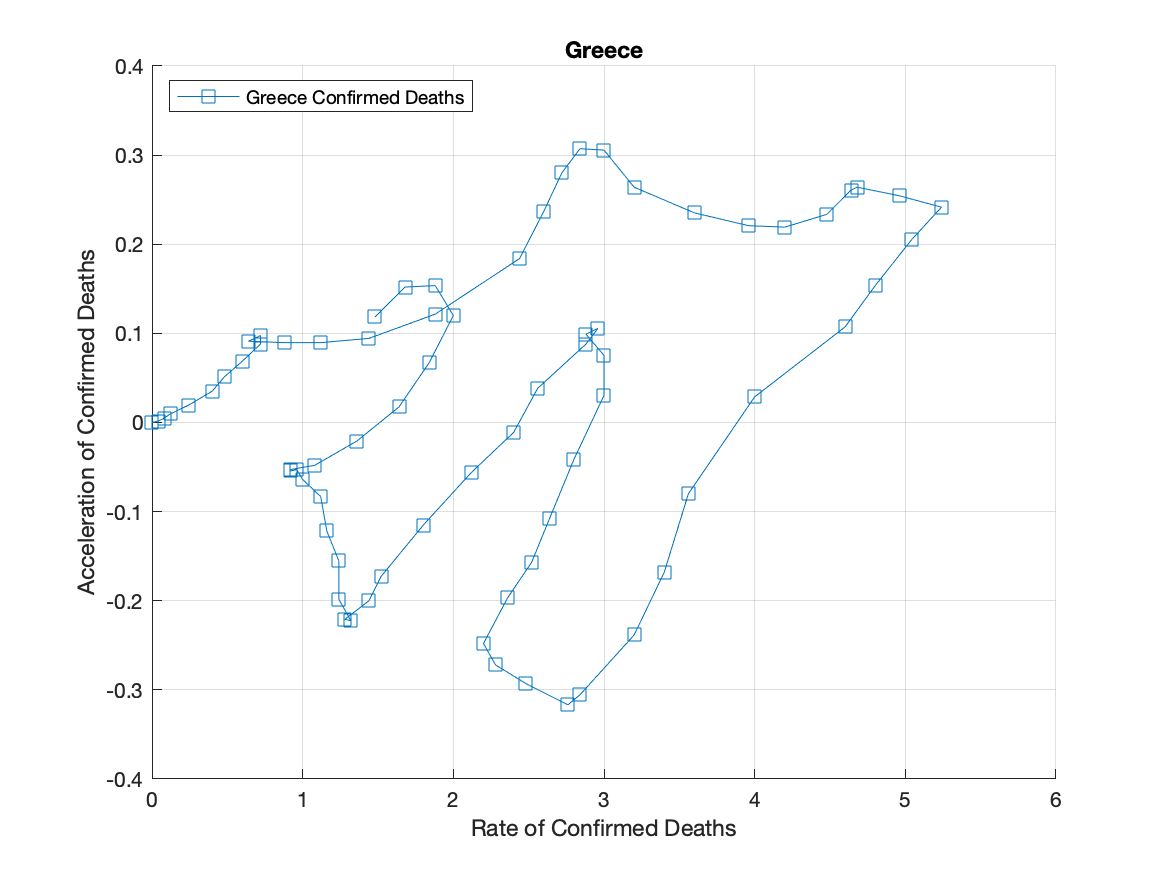 Greece
Greece Confirmed Deaths
0.4
0.3
0.2
0.1
0
-0.1
-0.2
-0.3
-0.4
Acceleration of Confirmed Deaths
0 1 2 3 4 5 6
Rate of Confirmed Deaths